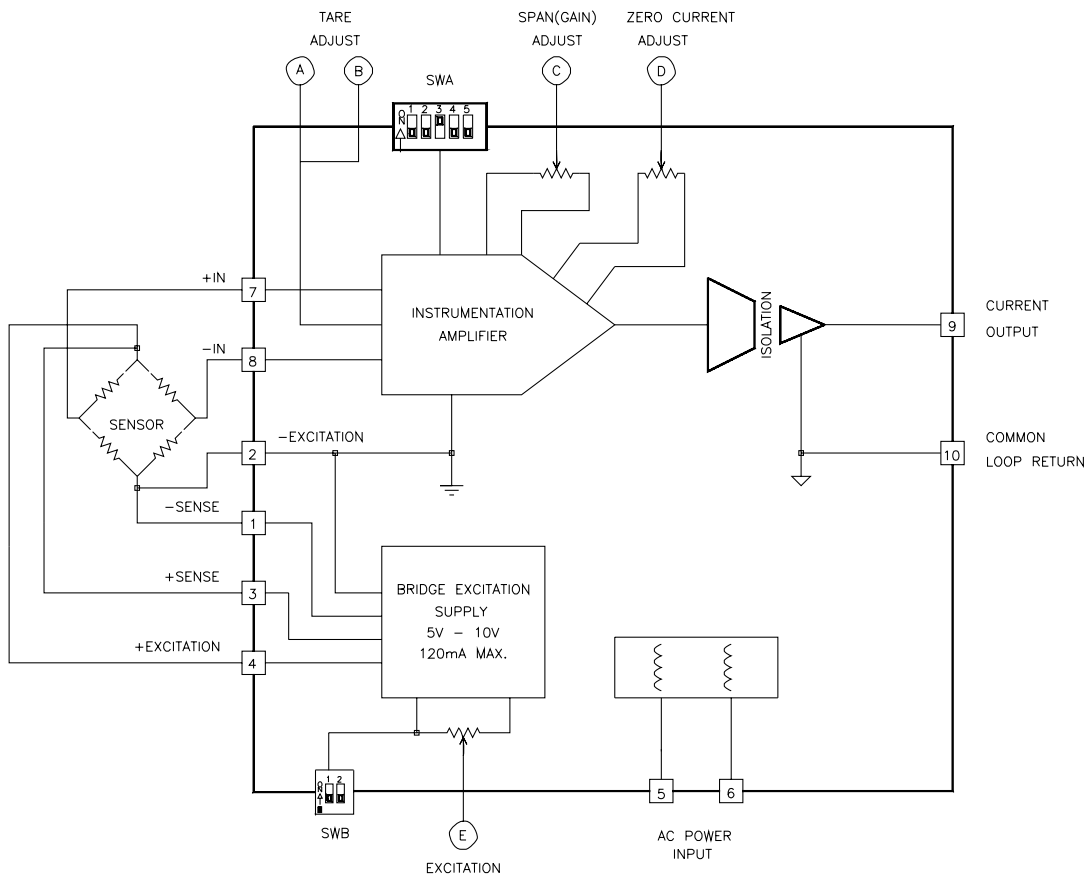 TARE
ADJUST
SPAN(GAIN)
ADJUST
ZERO CURRENT
ADJUST
A
B
C
D
SWA
ON
1 2 3 4 5
+IN
7
INSTRUMENTATION
AMPLIFIER
ISOLATION
9
CURRENT
OUTPUT
-IN
8
SENSOR
2
-EXCITATION
10
COMMON
LOOP RETURN
-SENSE
1
+SENSE
3
+EXCITATION
4
BRIDGE EXCITATION
SUPPLY
5V - 10V
120mA MAX.
ON
1 2
SWB
E
EXCITATION
5
6
AC POWER
INPUT